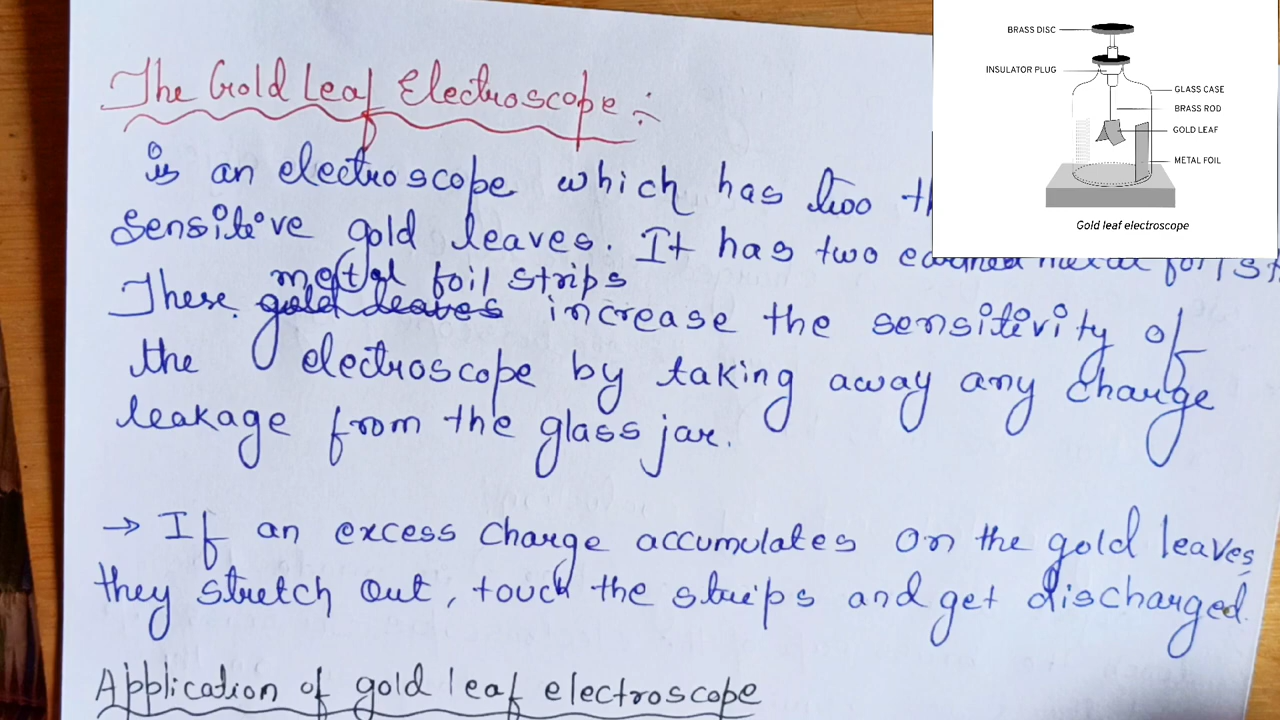 The Gold Leaf Electroscope :-
is an electroscope which has two
sensitive gold leaves. It has two earthed metal foil
metal foil strips
These gold leaves increase the sensitivity of
the electroscope by taking away any charge
leakage from the glass jar.
→ If an excess charge accumulates on the gold leaves,
they stretch out, touch the strips and get discharged.
Application of gold leaf electroscope
BRASS DISC
INSULATOR PLUG
GLASS CASE
BRASS ROD
GOLD LEAF
METAL FOIL
Gold leaf electroscope